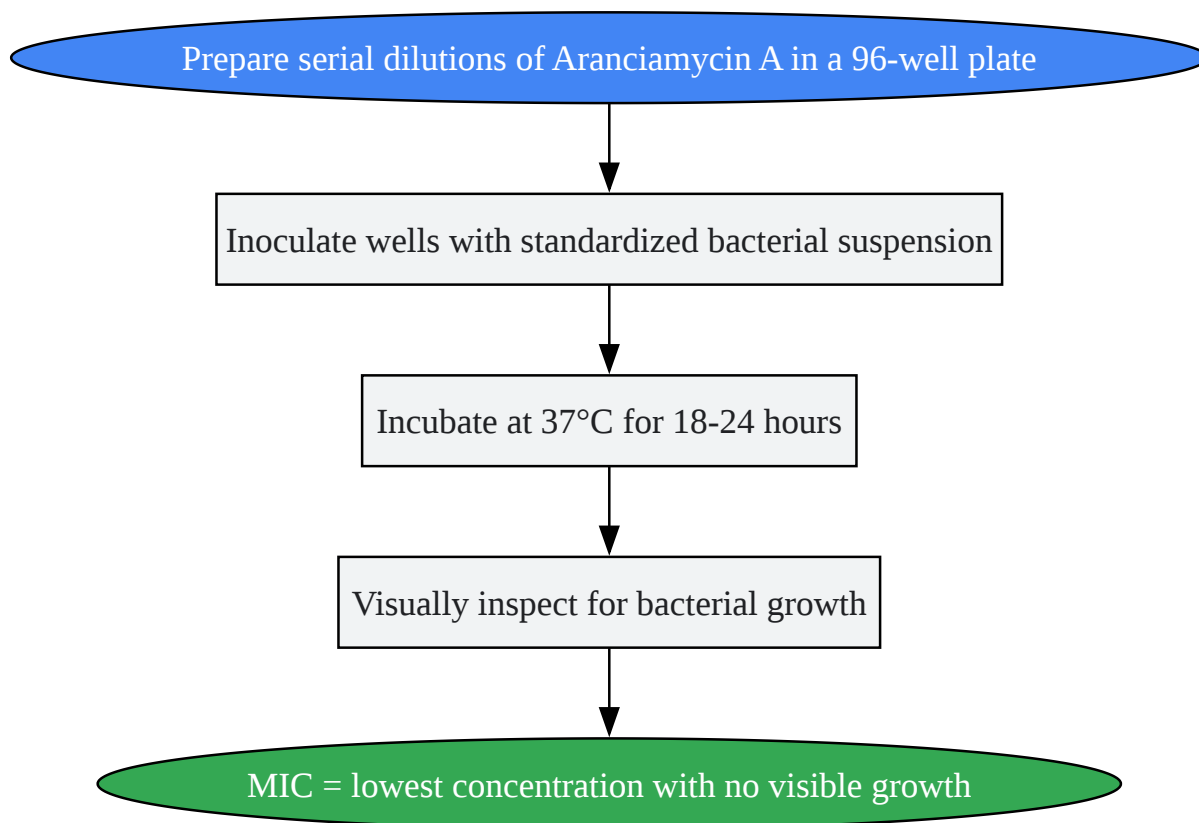 Prepare serial dilutions of Aranciamycin A in a 96-well plate
Inoculate wells with standardized bacterial suspension
Incubate at 37°C for 18-24 hours
Visually inspect for bacterial growth
MIC = lowest concentration with no visible growth